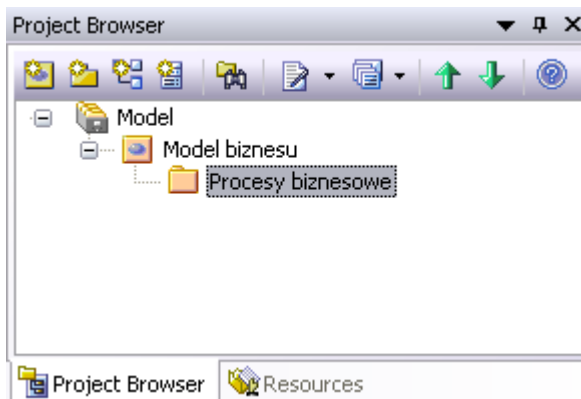 Project Browser
Model
Model biznesu
Procesy biznesowe
Project Browser
Resources